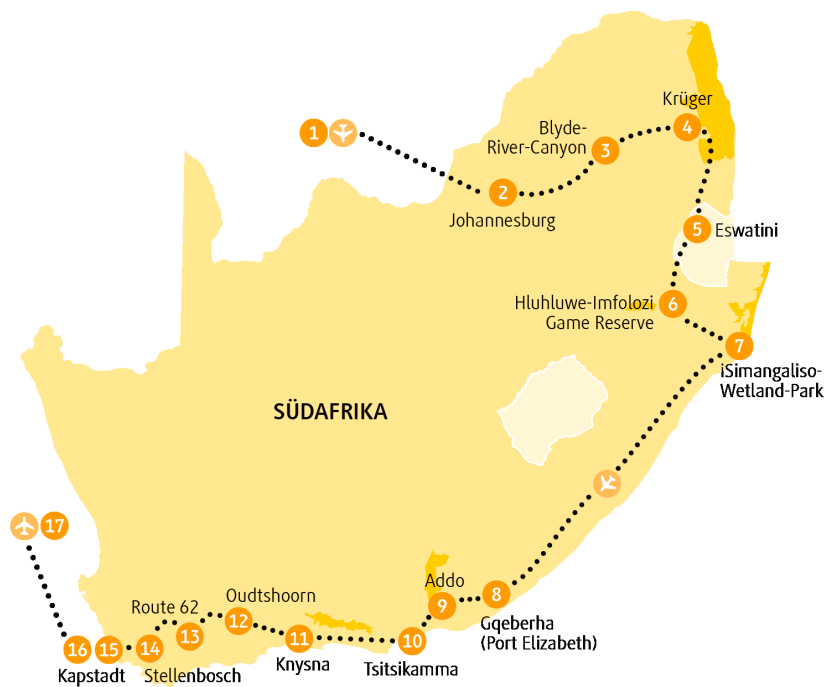 Krüger
1
4
Blyde-
River-Canyon
3
2
Johannesburg
5
Eswatini
Hluhluwe-Imfolozi
Game Reserve
6
7
iSimangaliso-
Wetland-Park
SÜDAFRIKA
17
Addo
8
9
Gqeberha
(Port Elizabeth)
Oudtshoorn
Route 62
12
13
11
10
16
15
14
Knysna
Tsitsikamma
Kapstadt
Stellenbosch